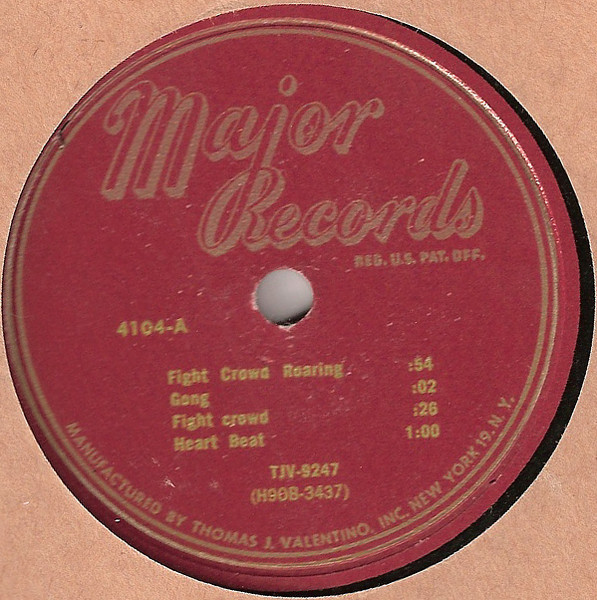 Major
Records
REG. U.S. PAT. OFF.
4104-A
Fight Crowd Roaring :54
Gong :02
Fight crowd :26
Heart Beat 1:00
TJV-9247
(H90B-3437)
MANUFACTURED BY THOMAS J. VALENTINO, INC. NEW YORK 19, N.Y.